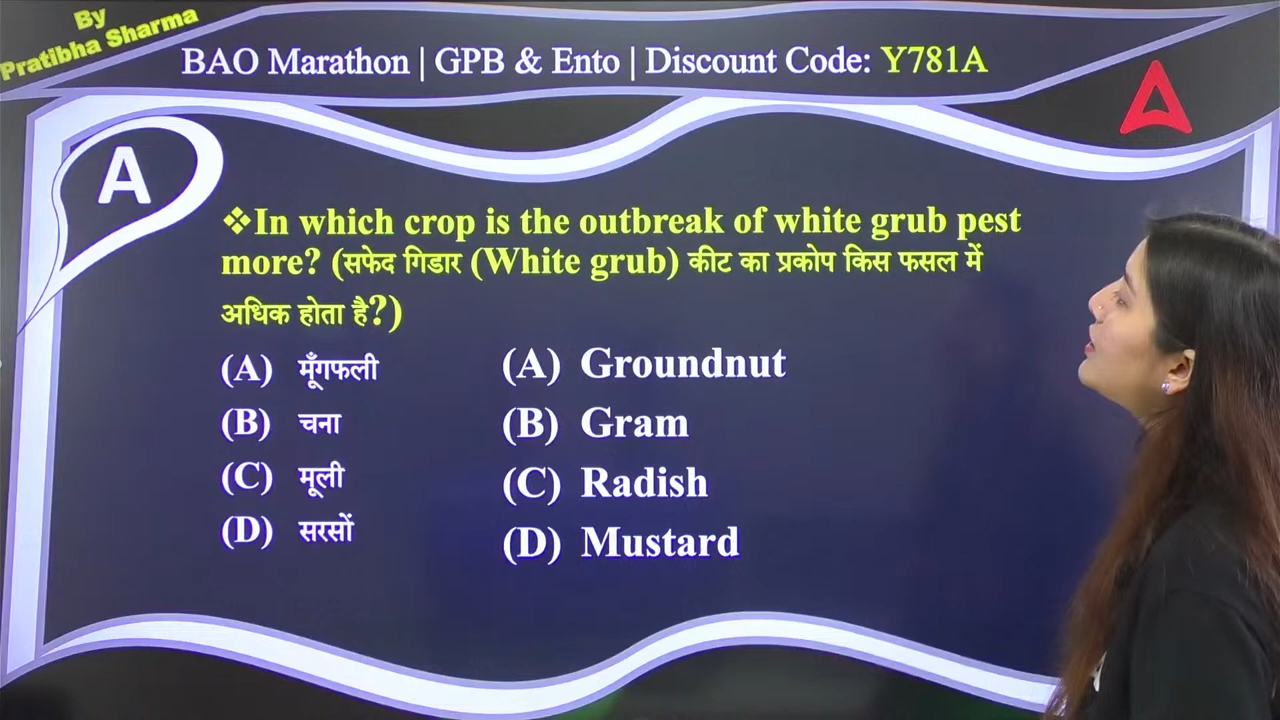 By
Pratibha Sharma
BAO Marathon | GPB & Ento | Discount Code: Y781A
A
❖In which crop is the outbreak of white grub pest
more? (सफेद गिडार (White grub) कीट का प्रकोप किस फसल में
अधिक होता है?)
(A) मूँगफली
(B) चना
(C) मूली
(D) सरसों
(A) Groundnut
(B) Gram
(C) Radish
(D) Mustard